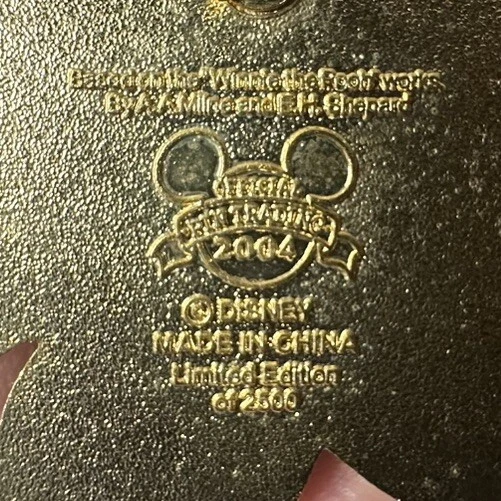 Based on the "Winnie the Pooh" works
By A.A. Milne and E.H. Shepard
OFFICIAL
PIN TRADING
2004
© DISNEY
MADE IN CHINA
Limited Edition
of 2500